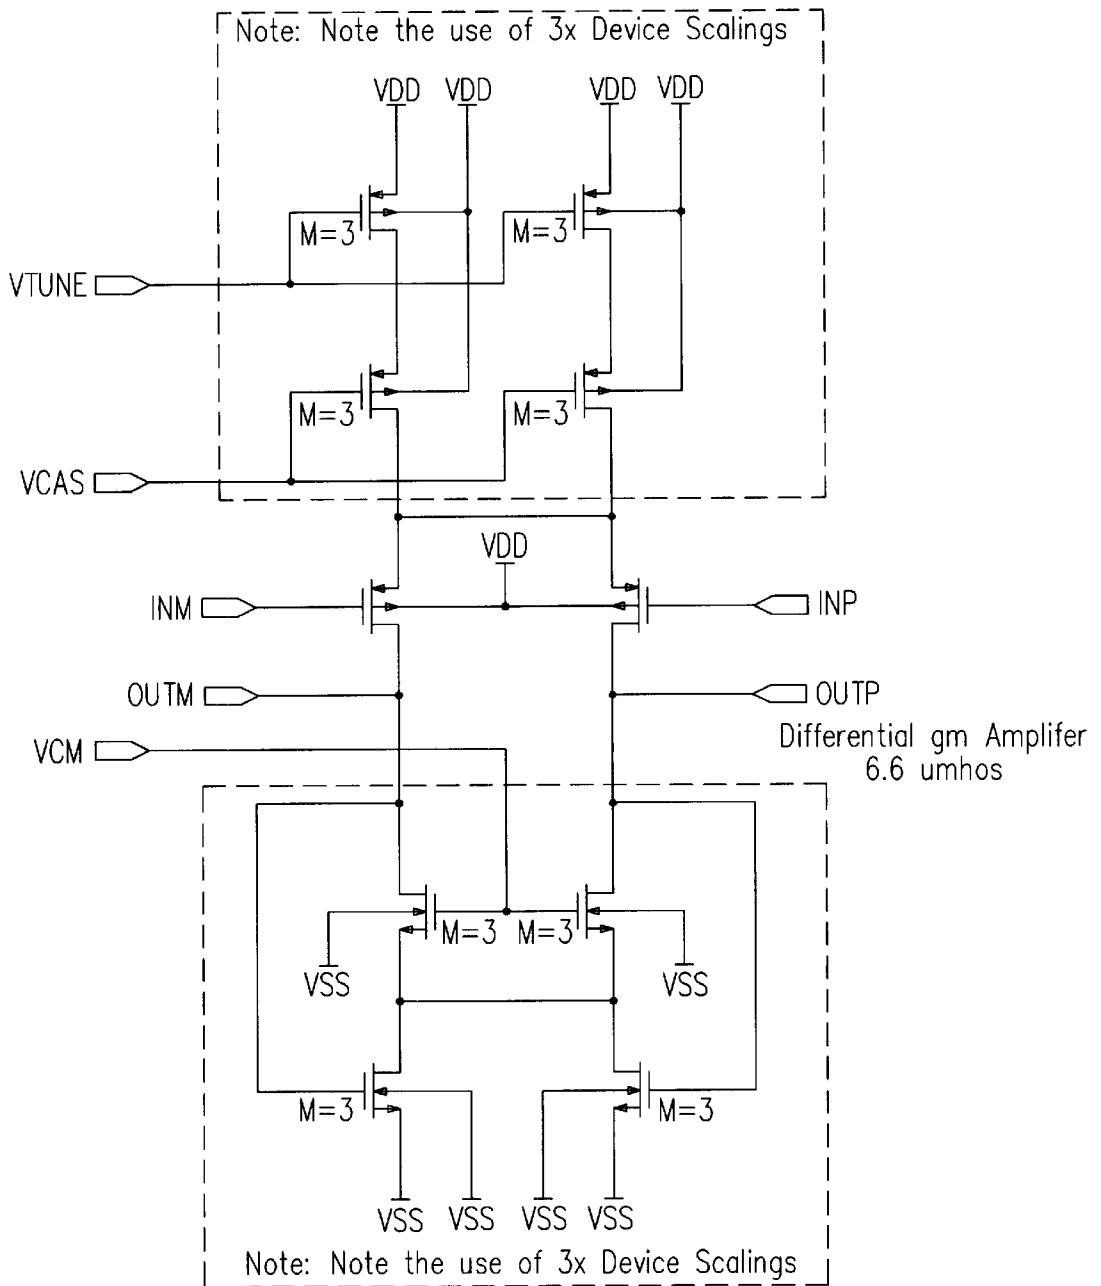 Note: Note the use of 3x Device Scalings
VDD VDD VDD VDD
M=3 M=3
VTUNE
M=3 M=3
VCAS
VDD
INM INP
OUTM OUTP
VCM
Differential gm Amplifer
6.6 umhos
M=3 M=3
VSS VSS
M=3 M=3
VSS VSS VSS VSS
Note: Note the use of 3x Device Scalings